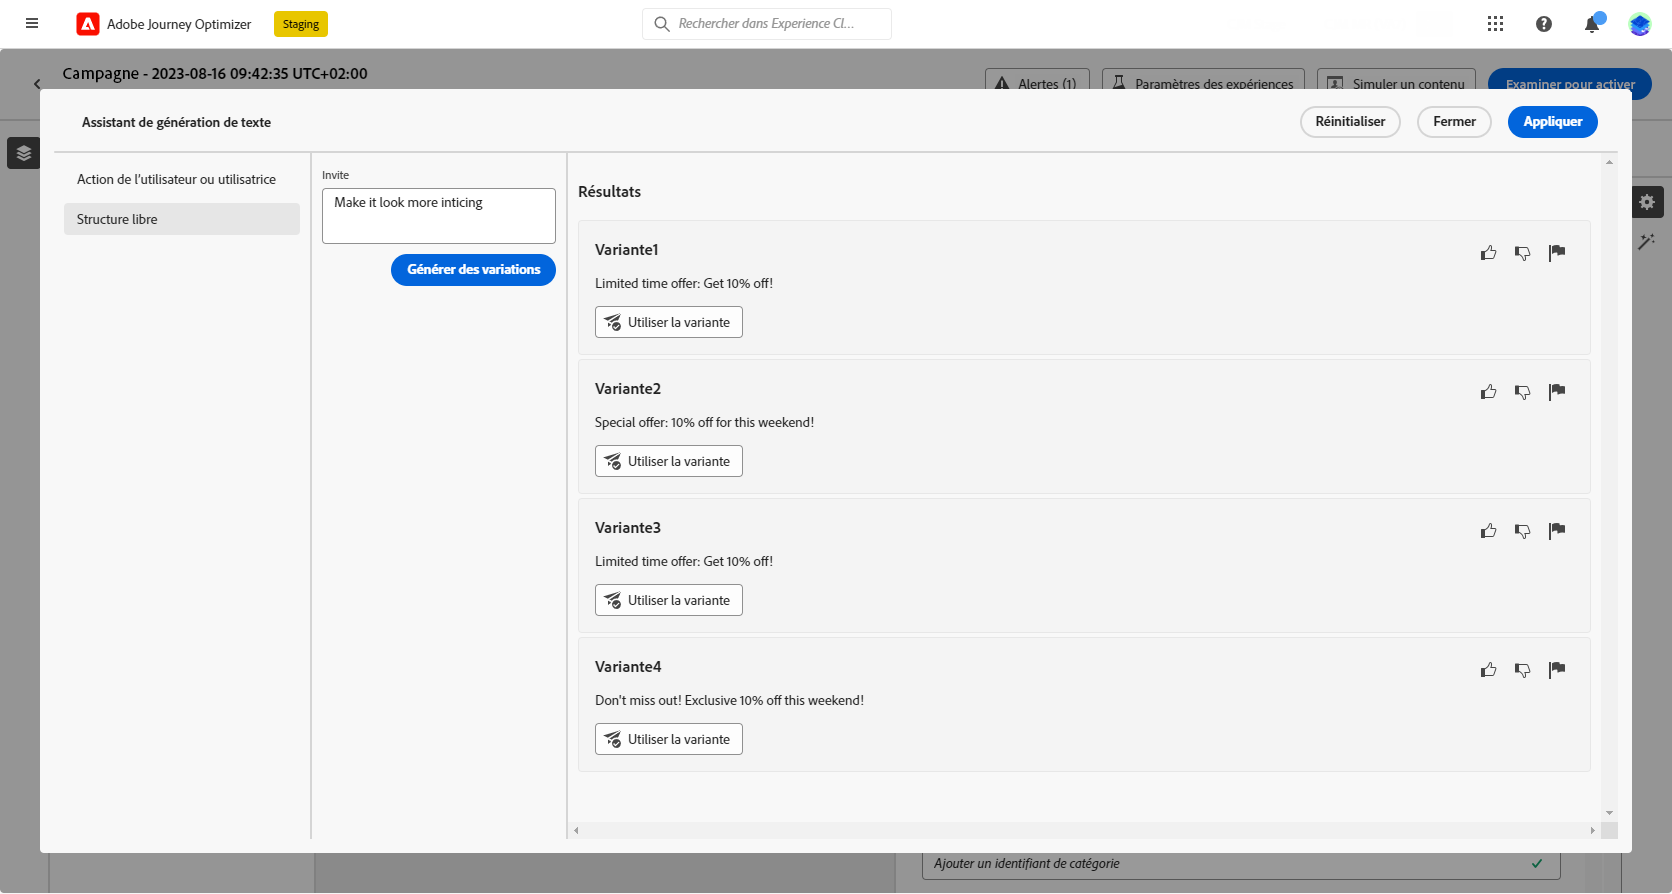 Adobe Journey Optimizer
Staging
Rechercher dans Experience Cl...
Campagne - 2023-08-16 09:42:35 UTC+02:00
Alertes (1)
Paramètres des expériences
Simuler un contenu
Examiner pour activer
Assistant de génération de texte
Réinitialiser
Fermer
Appliquer
Action de l'utilisateur ou utilisatrice
Structure libre
Invite
Make it look more inticing
Générer des variations
Résultats
Variante1
Limited time offer: Get 10% off!
Utiliser la variante
Variante2
Special offer: 10% off for this weekend!
Utiliser la variante
Variante3
Limited time offer: Get 10% off!
Utiliser la variante
Variante4
Don't miss out! Exclusive 10% off this weekend!
Utiliser la variante
Ajouter un identifiant de catégorie